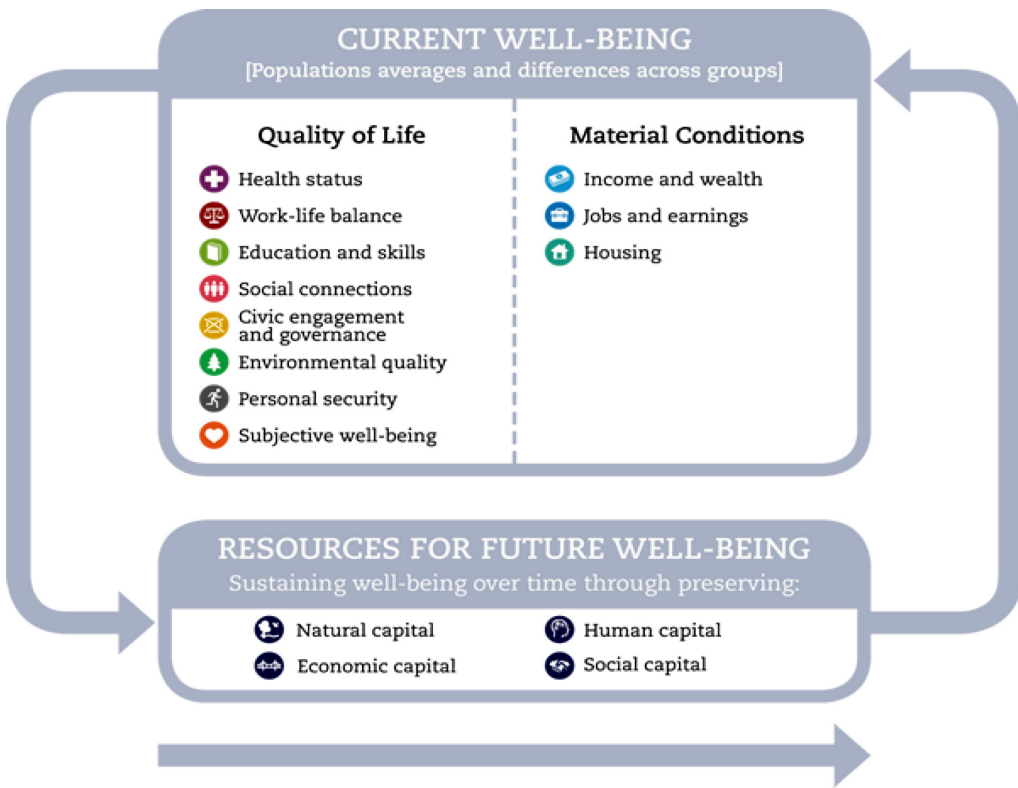 CURRENT WELL-BEING
[Populations averages and differences across groups]
Quality of Life
Health status
Work-life balance
Education and skills
Social connections
Civic engagement
and governance
Environmental quality
Personal security
Subjective well-being
Material Conditions
Income and wealth
Jobs and earnings
Housing
RESOURCES FOR FUTURE WELL-BEING
Sustaining well-being over time through preserving:
Natural capital
Human capital
Economic capital
Social capital